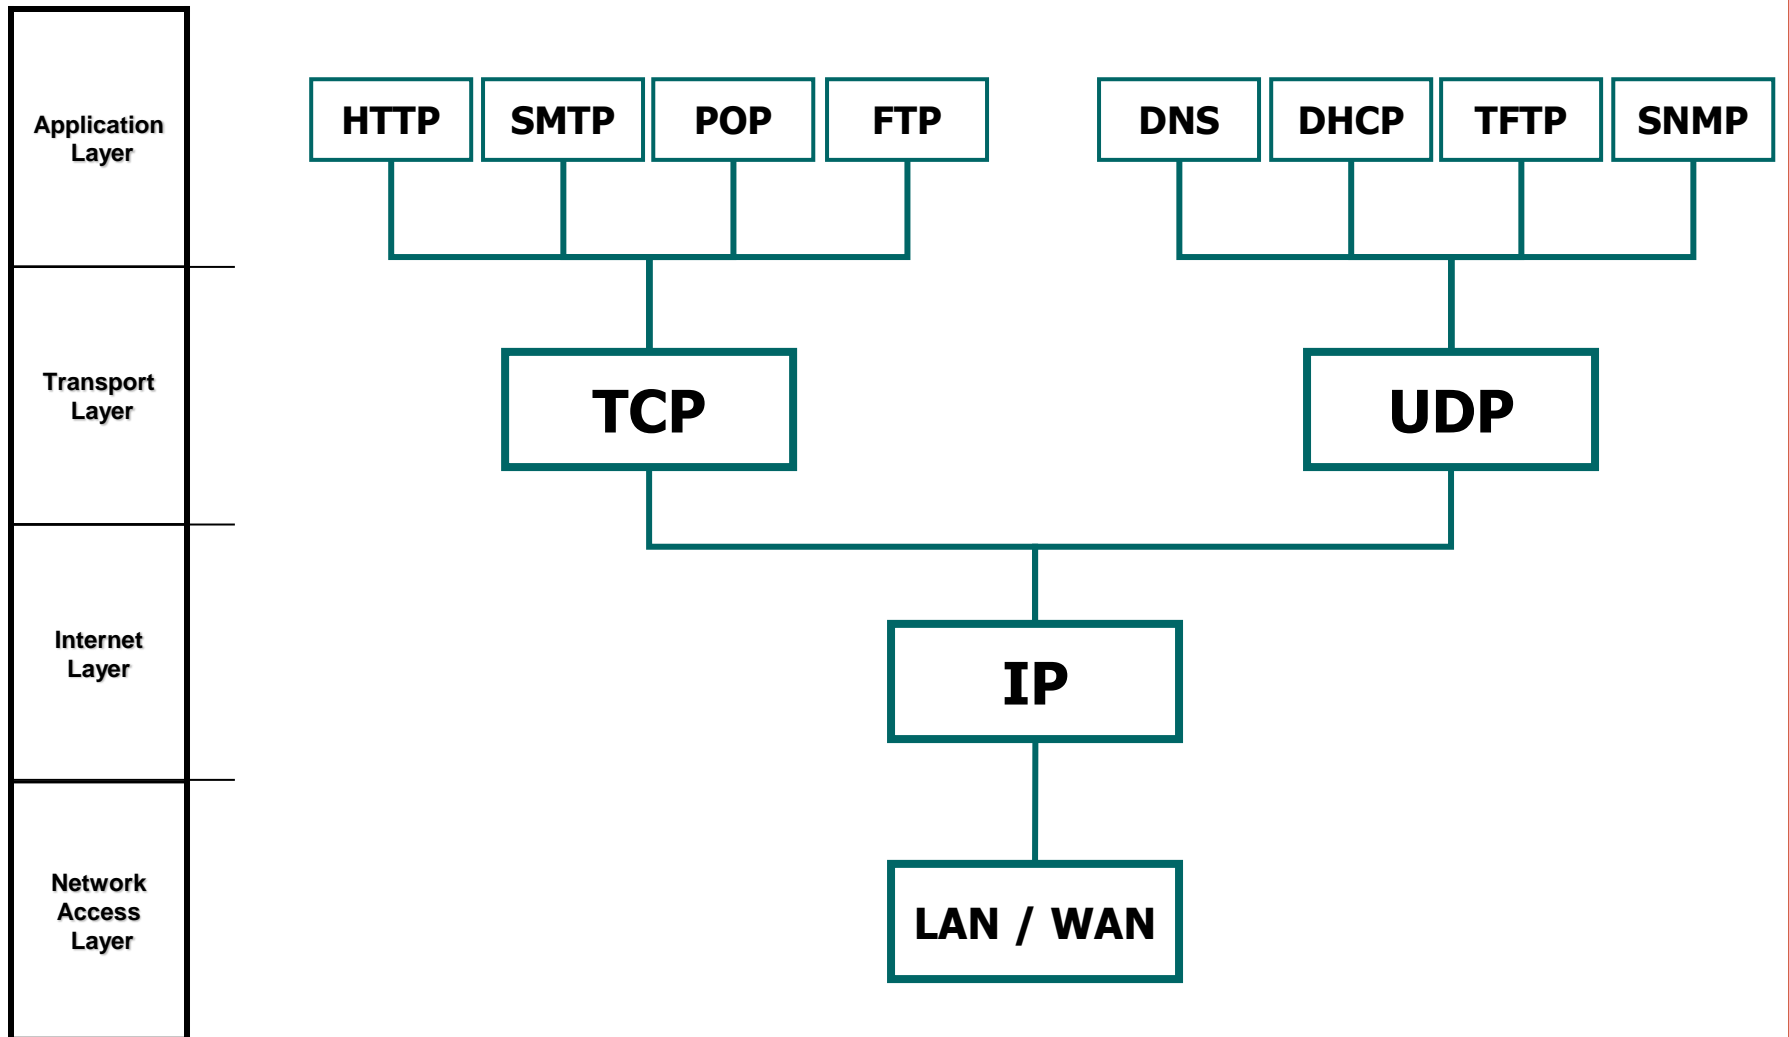 Application
Layer
HTTP
SMTP
POP
FTP
DNS
DHCP
TFTP
SNMP
Transport
Layer
TCP
UDP
Internet
Layer
IP
Network
Access
Layer
LAN / WAN